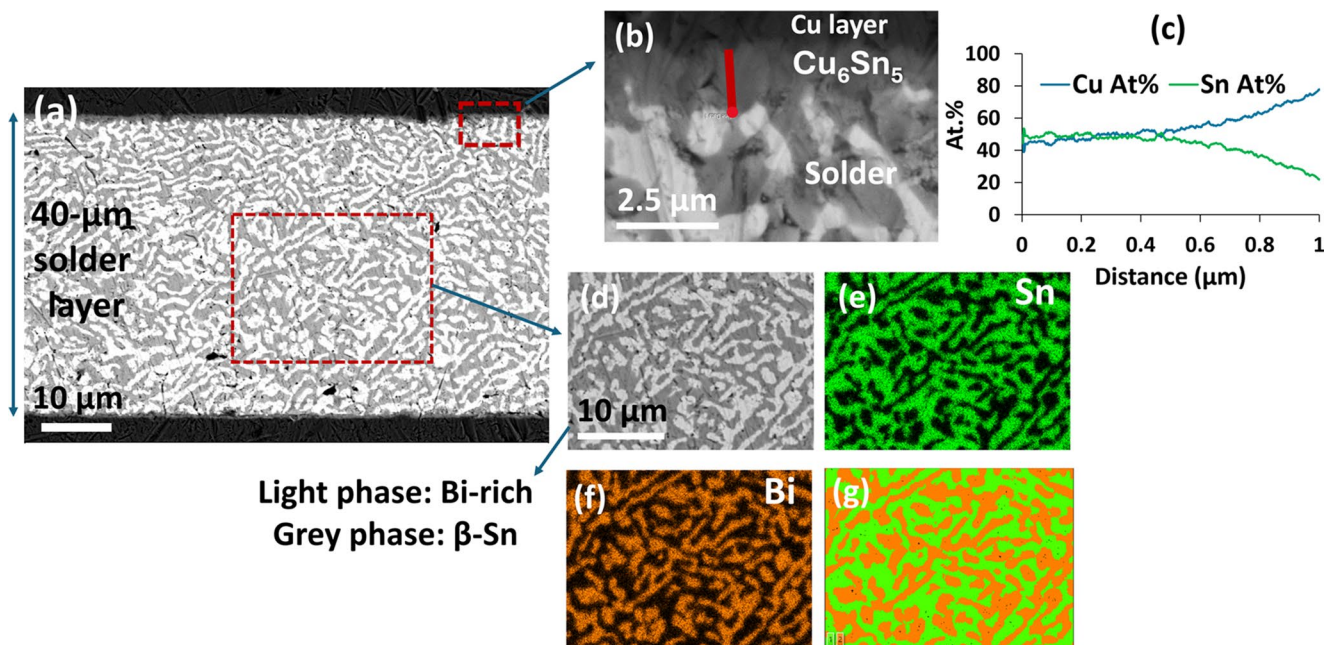 (a)
40-µm
solder
layer
10 µm
(b)
Cu layer
Cu₆Sn₅
Solder
2.5 µm
(c)
100
80
60
40
20
0
At.%
Cu At%
Sn At%
0
0.2
0.4
0.6
0.8
1
Distance (µm)
(d)
10 µm
(e)
Sn
Light phase: Bi-rich
Grey phase: β-Sn
(f)
Bi
(g)